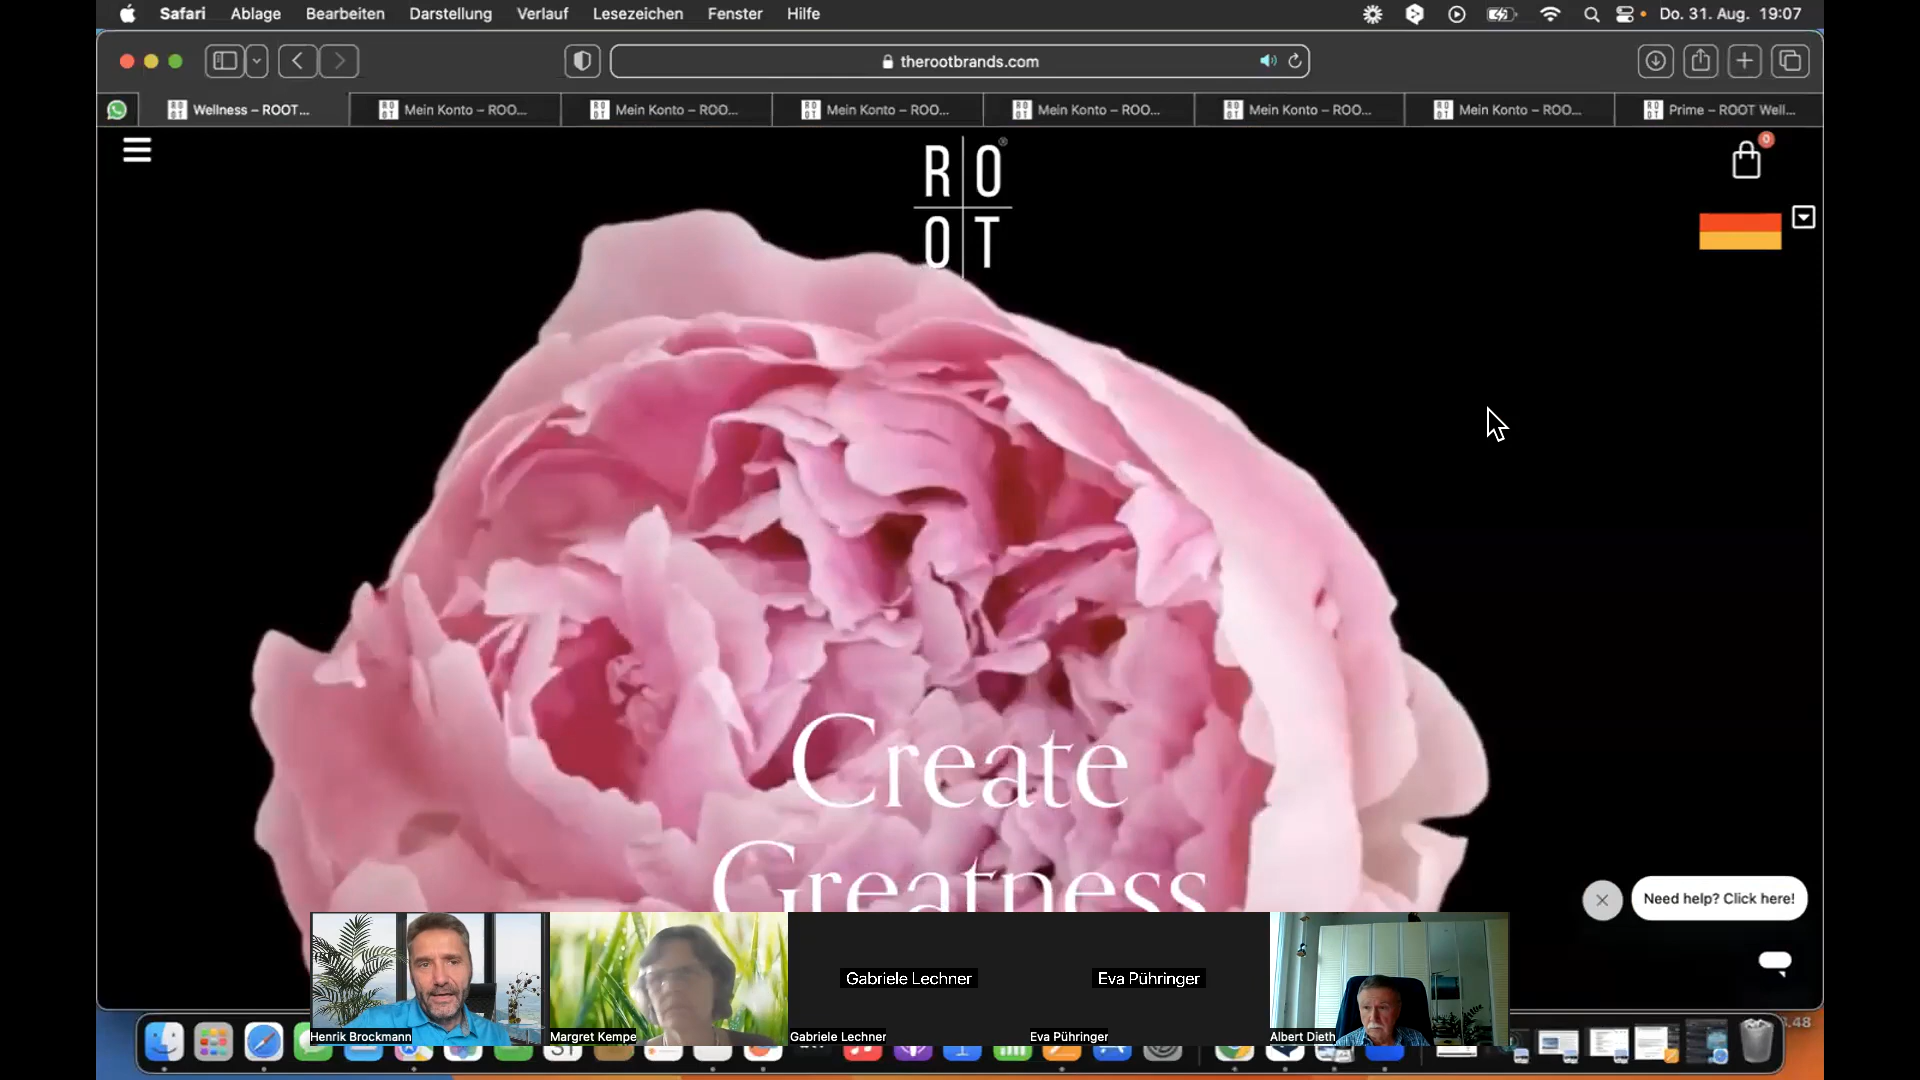 Safari Ablage Bearbeiten Darstellung Verlauf Lesezeichen Fenster Hilfe Do. 31. Aug. 19:07
therootbrands.com
Wellness – ROOT... Mein Konto – ROO... Mein Konto – ROO... Mein Konto – ROO... Mein Konto – ROO... Mein Konto – ROO... Mein Konto – ROO... Prime – ROOT Well...
RO®
OT
0
Create
Greatness
Need help? Click here!
Gabriele Lechner
Eva Pühringer
Henrik Brockmann
Margret Kempe
Gabriele Lechner
Eva Pühringer
Albert Dieth